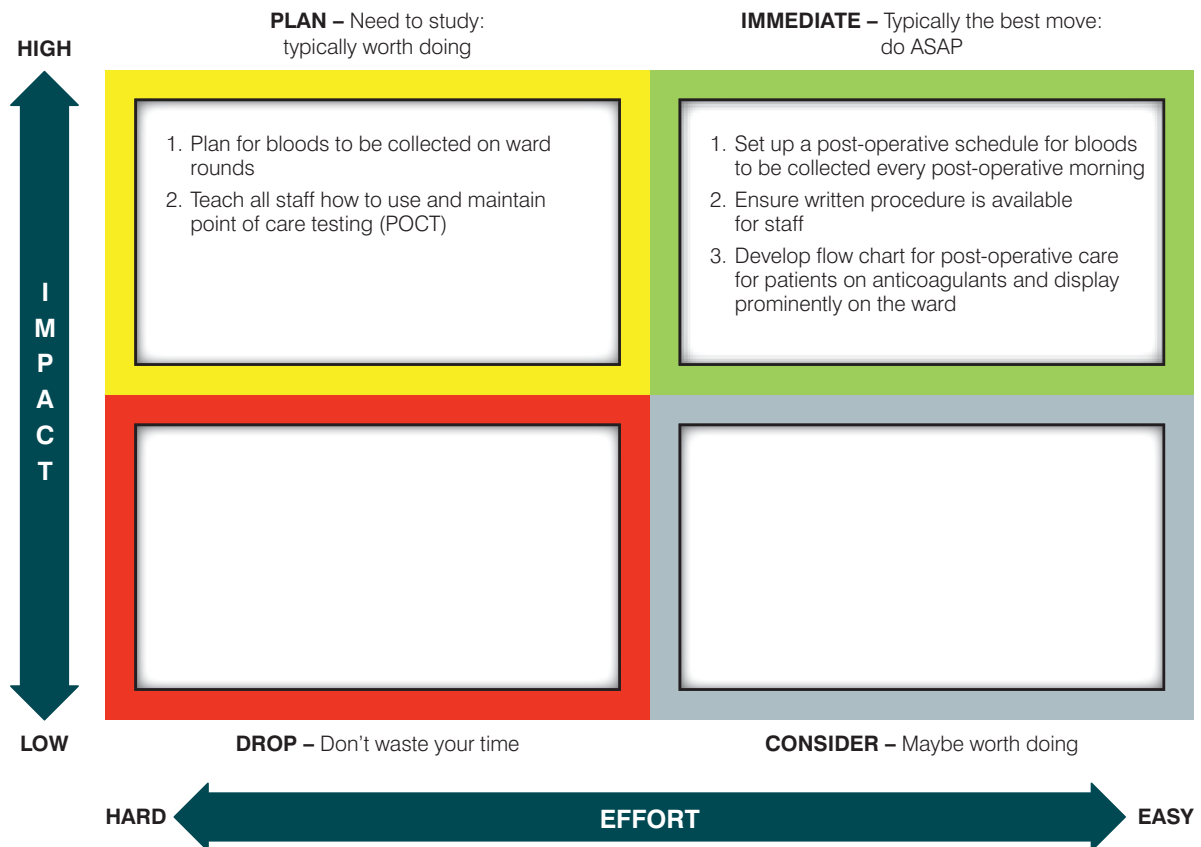 PLAN – Need to study:
typically worth doing
IMMEDIATE – Typically the best move:
do ASAP
HIGH
1. Plan for bloods to be collected on ward
rounds
2. Teach all staff how to use and maintain
point of care testing (POCT)
1. Set up a post-operative schedule for bloods
to be collected every post-operative morning
2. Ensure written procedure is available
for staff
3. Develop flow chart for post-operative care
for patients on anticoagulants and display
prominently on the ward
I
M
P
A
C
T
LOW
DROP – Don't waste your time
CONSIDER – Maybe worth doing
HARD
EFFORT
EASY